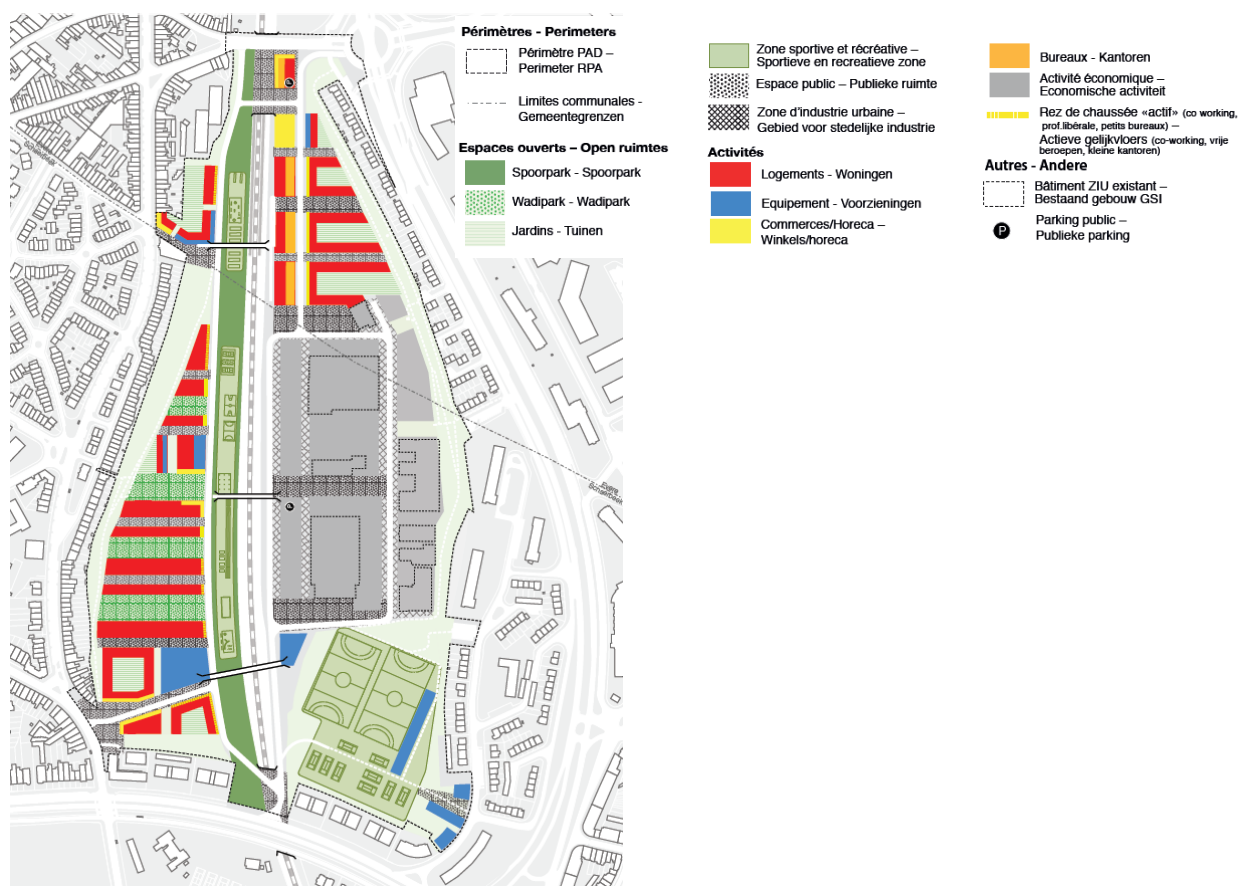 Périmètres - Perimeters
Périmètre PAD –
Perimeter RPA
Limites communales -
Gemeentegrenzen
Espaces ouverts – Open ruimtes
Spoorpark - Spoorpark
Wadipark - Wadipark
Jardins - Tuinen
Zone sportive et récréative –
Sportieve en recreatieve zone
Espace public – Publieke ruimte
Zone d'industrie urbaine –
Gebied voor stedelijke industrie
Activités
Logements - Woningen
Equipement - Voorzieningen
Commerces/Horeca –
Winkels/horeca
Bureaux - Kantoren
Activité économique –
Economische activiteit
Rez de chaussée «actif» (co working,
prof.libérale, petits bureaux) –
Actieve gelijkvloers (co-working, vrije
beroepen, kleine kantoren)
Autres - Andere
Bâtiment ZIU existant –
Bestaand gebouw GSI
P
Parking public –
Publieke parking
Evere
Schaerbeek